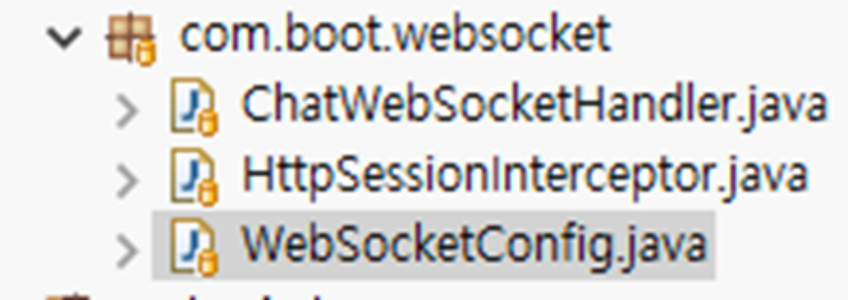 com.boot.websocket
ChatWebSocketHandler.java
HttpSessionInterceptor.java
WebSocketConfig.java